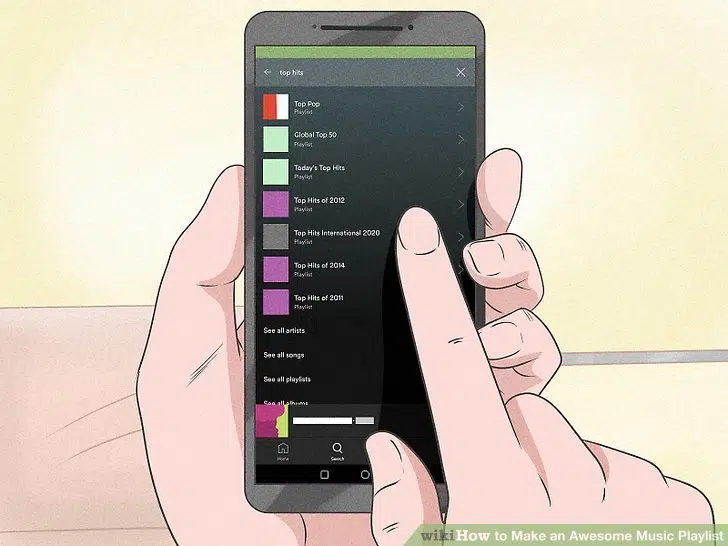 top hits
Top Pop
Playlist
Global Top 50
Playlist
Today's Top Hits
Playlist
Top Hits of 2012
Playlist
Top Hits International 2020
Playlist
Top Hits of 2014
Playlist
Top Hits of 2011
Playlist
See all artists
See all songs
See all playlists
See all albums
Home
Search
wikiHow to Make an Awesome Music Playlist